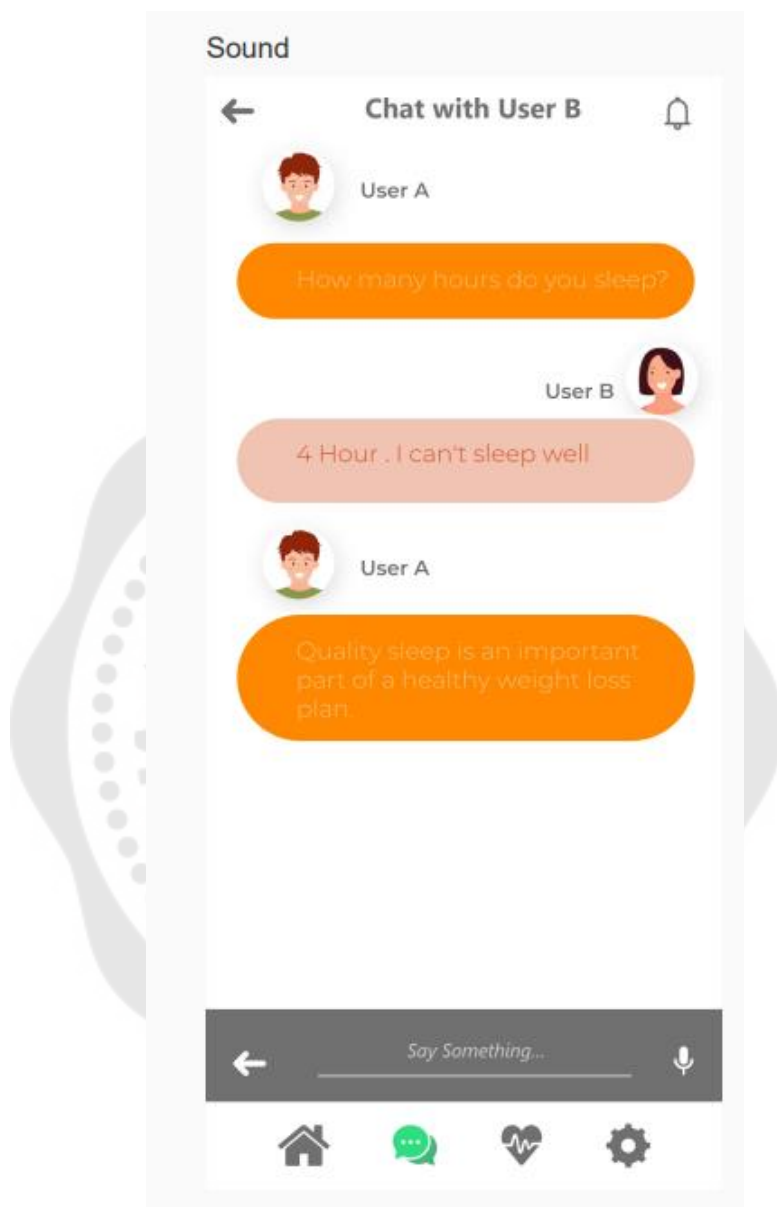 Sound
Chat with User B
User A
How many hours do you sleep?
User B
4 Hour . I can't sleep well
User A
Quality sleep is an important
part of a healthy weight loss
plan
Say Something...